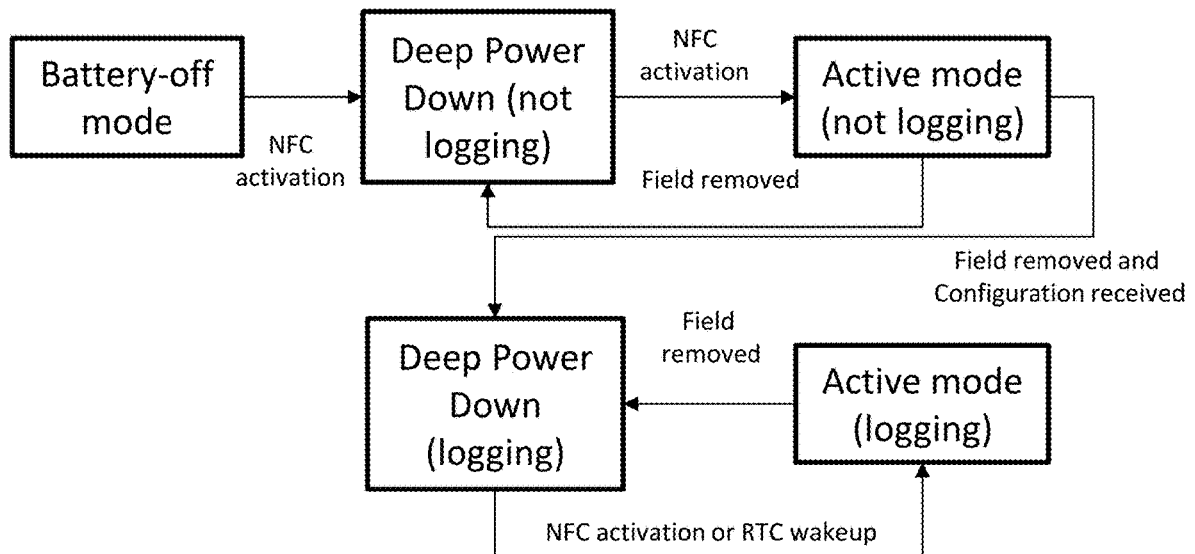 Battery-off
mode
NFC
activation
Deep Power
Down (not
logging)
NFC
activation
Active mode
(not logging)
Field removed
Field removed and
Configuration received
Deep Power
Down
(logging)
Field
removed
Active mode
(logging)
NFC activation or RTC wakeup